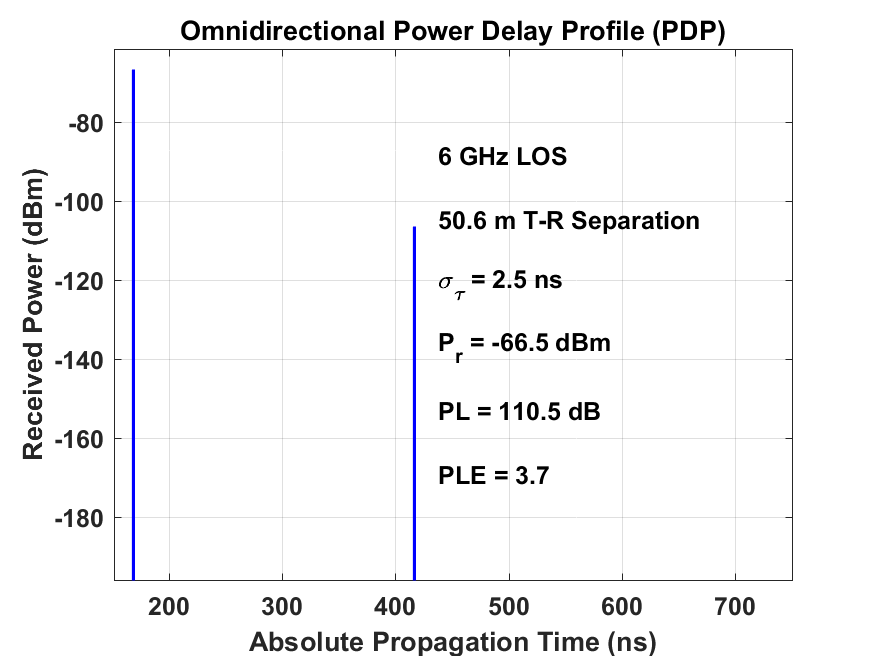 Omnidirectional Power Delay Profile (PDP)
Received Power (dBm)
-80
-100
-120
-140
-160
-180
6 GHz LOS
50.6 m T-R Separation
σ_τ = 2.5 ns
P_r = -66.5 dBm
PL = 110.5 dB
PLE = 3.7
200 300 400 500 600 700
Absolute Propagation Time (ns)